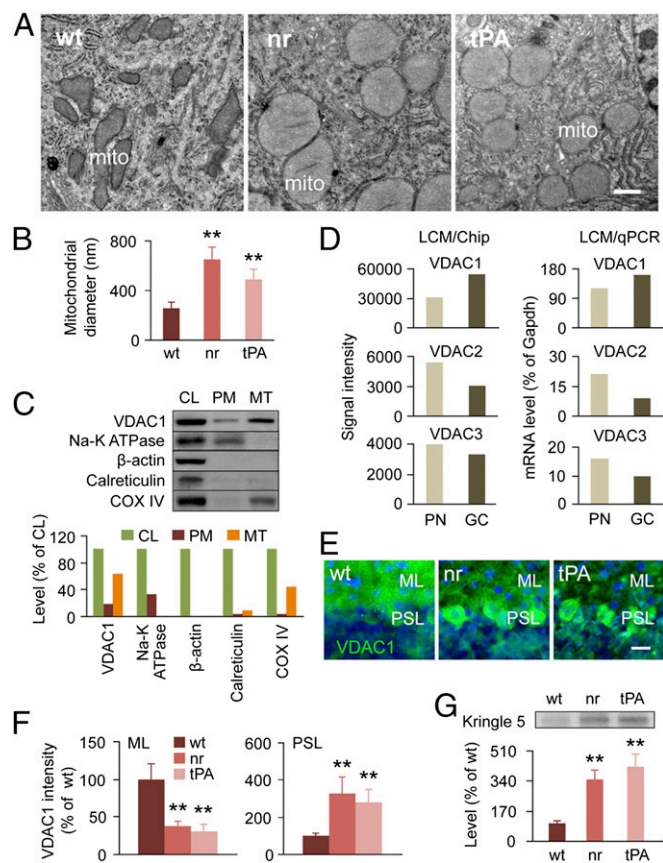 A
wt
nr
tPA
mito
mito
mito
B
Mitochondrial
diameter (nm)
800
400
0
**
**
wt
nr
tPA
C
CL PM MT
VDAC1
Na-K ATPase
β-actin
Calreticulin
COX IV
Level (% of CL)
120
80
40
0
CL
PM
MT
VDAC1
Na-K
ATPase
β-actin
Calreticulin
COX IV
D
LCM/Chip
LCM/qPCR
Signal intensity
VDAC1
60000
30000
0
VDAC2
6000
3000
0
VDAC3
4000
2000
0
PN GC
mRNA level (% of Gapdh)
VDAC1
180
90
0
VDAC2
30
15
0
VDAC3
20
10
0
PN GC
E
wt
ML
PSL
VDAC1
nr
ML
PSL
tPA
ML
PSL
F
VDAC1 intensity
(% of wt)
ML
150
100
50
0
wt
nr
tPA
**
**
PSL
600
400
200
0
**
**
G
wt nr tPA
Kringle 5
Level (% of wt)
510
340
170
0
**
**
wt nr tPA